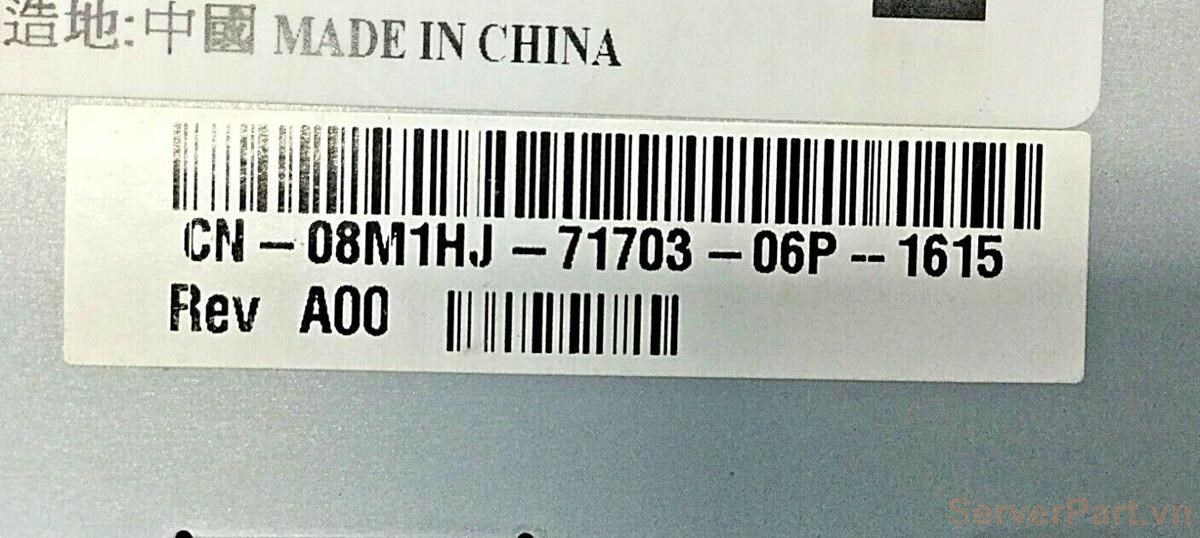 造地:中國 MADE IN CHINA
CN-08M1HJ-71703-06P--1615
Rev A00
ServerPart.vn